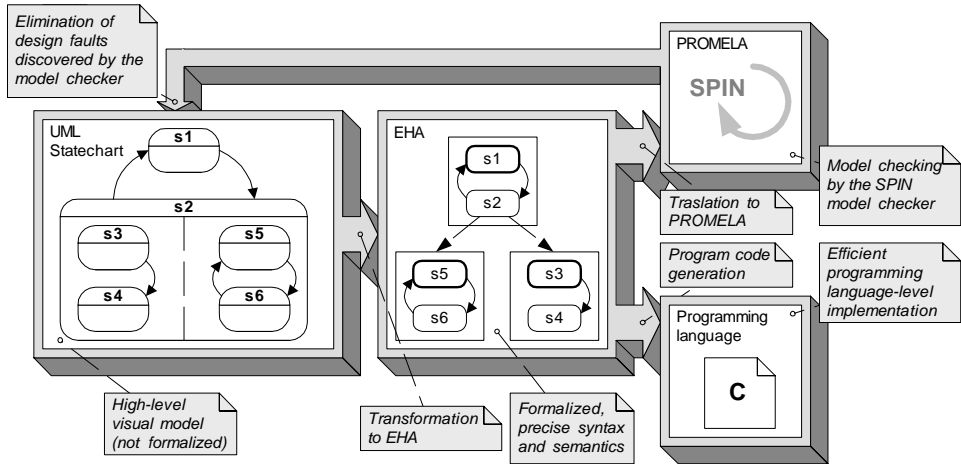 Elimination of
design faults
discovered by the
model checker
UML
Statechart
s1
s2
s3
s4
s5
s6
EHA
s1
s2
s5
s6
s3
s4
PROMELA
SPIN
Model checking
by the SPIN
model checker
Traslation to
PROMELA
Program code
generation
Efficient
programming
language-level
implementation
Programming
language
C
High-level
visual model
(not formalized)
Transformation
to EHA
Formalized,
precise syntax
and semantics